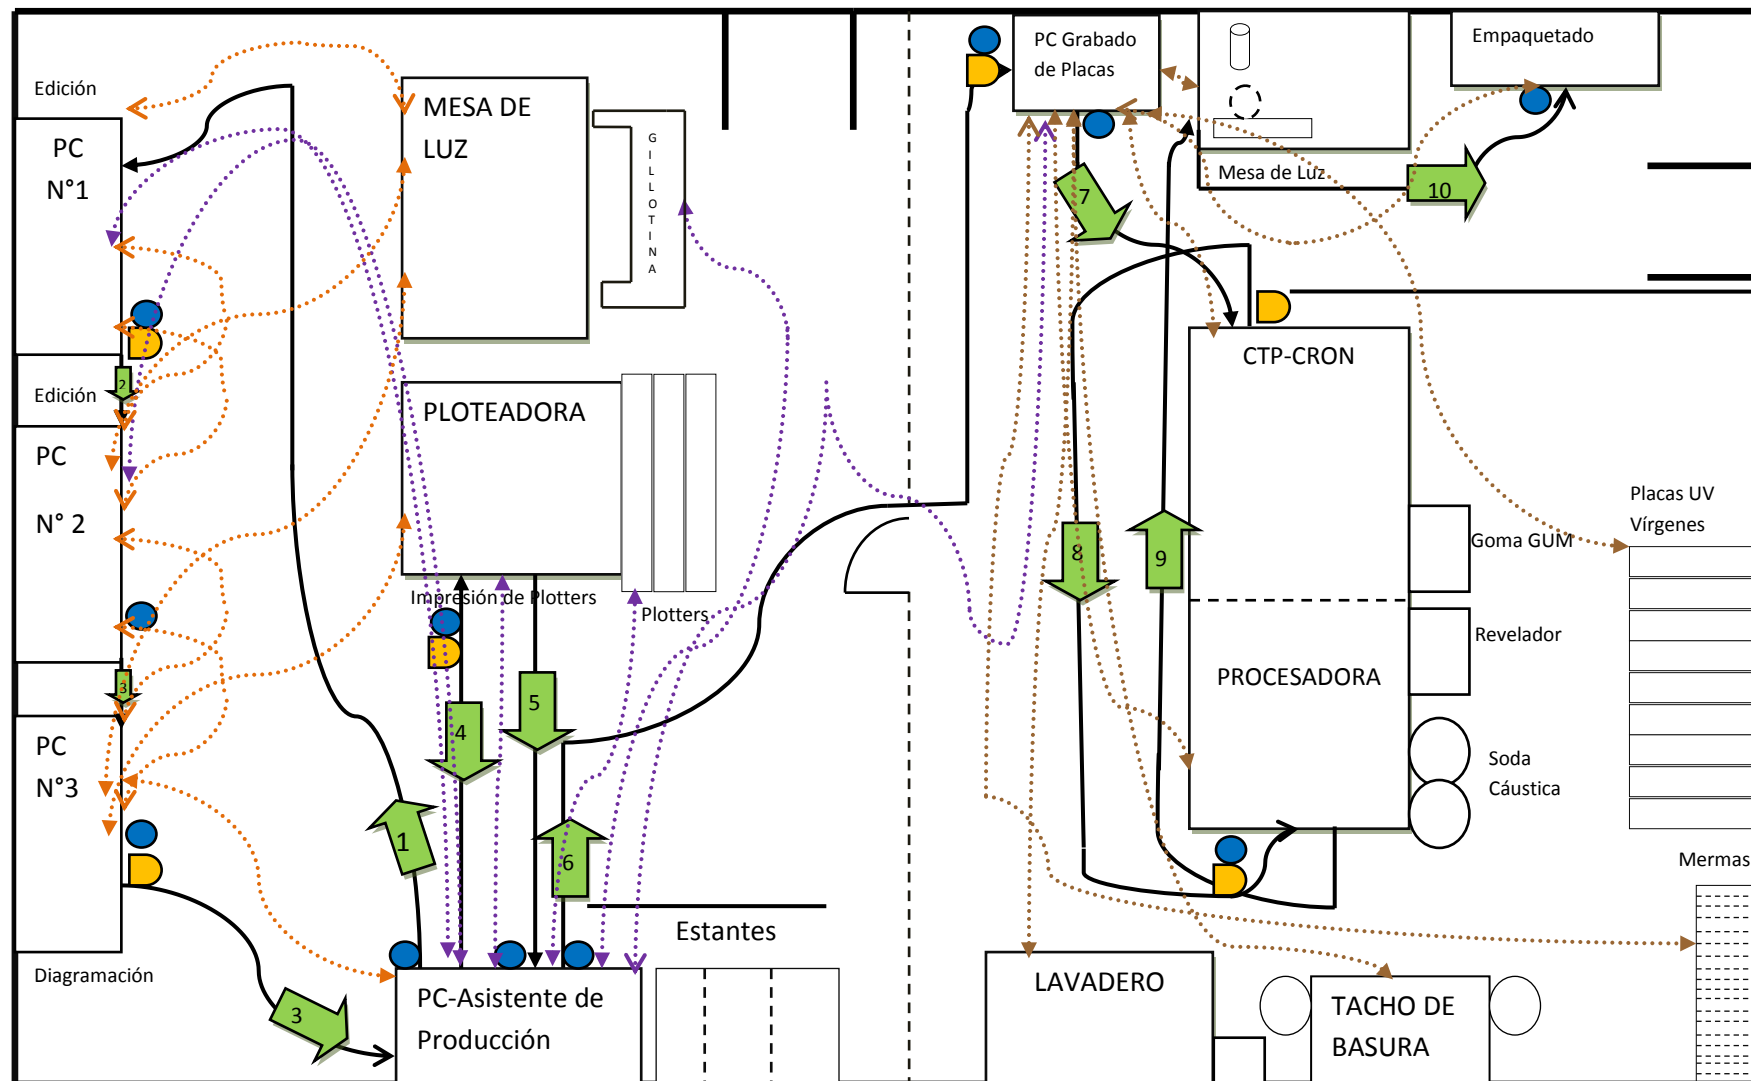 Edición
PC
N°1
2
Edición
PC
N° 2
3
PC
N°3
Diagramación
3
MESA DE
LUZ
GILLOTINA
PLOTEADORA
Impresión de Plotters
Plotters
4
5
1
6
Estantes
PC-Asistente de
Producción
PC Grabado
de Placas
Empaquetado
Mesa de Luz
7
10
CTP-CRON
8
9
Goma GUM
Revelador
PROCESADORA
Soda
Cáustica
Placas UV
Vírgenes
Mermas
LAVADERO
TACHO DE
BASURA